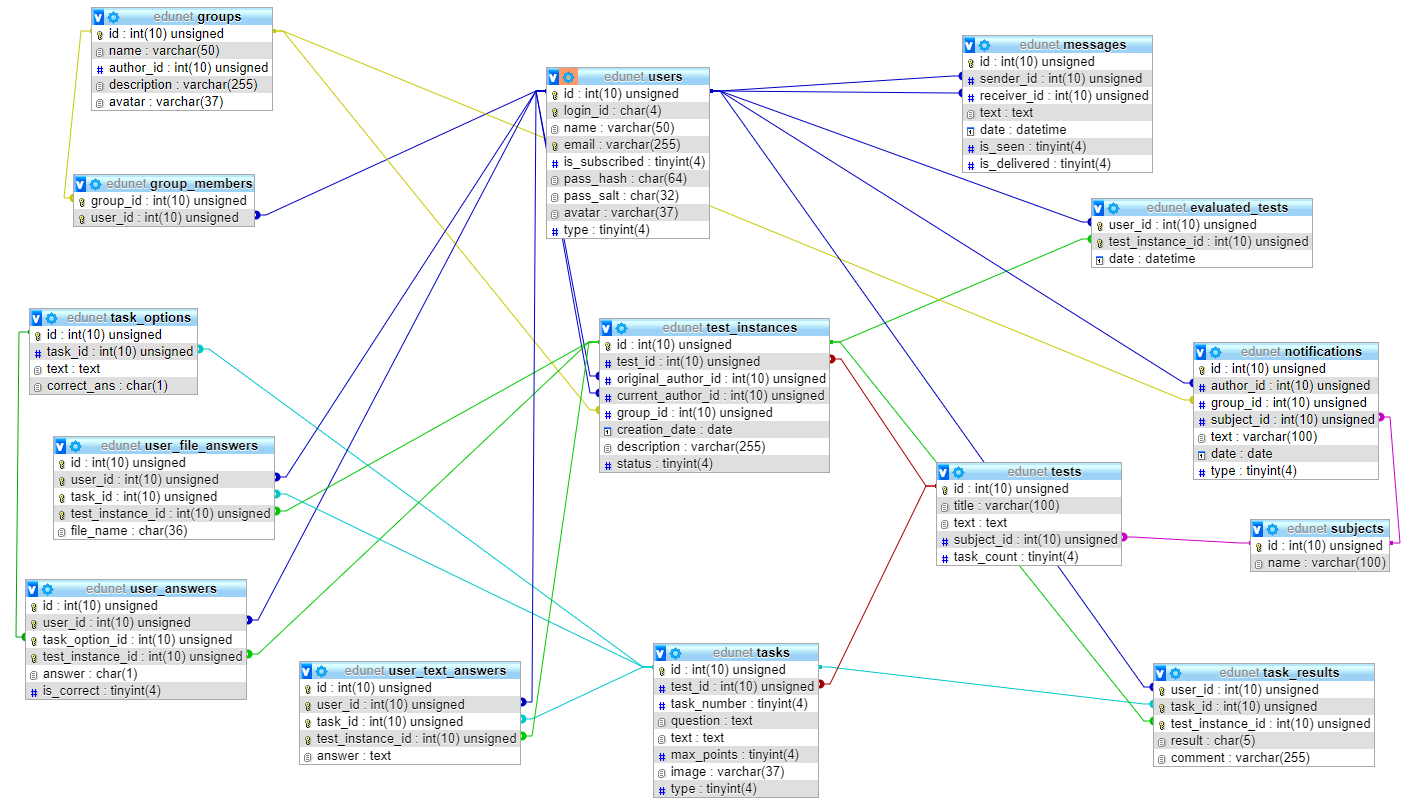 edunet groups
id : int(10) unsigned
name : varchar(50)
author_id : int(10) unsigned
description : varchar(255)
avatar : varchar(37)
edunet users
id : int(10) unsigned
login_id : char(4)
name : varchar(50)
email : varchar(255)
is_subscribed : tinyint(4)
pass_hash : char(64)
pass_salt : char(32)
avatar : varchar(37)
type : tinyint(4)
edunet messages
id : int(10) unsigned
sender_id : int(10) unsigned
receiver_id : int(10) unsigned
text : text
date : datetime
is_seen : tinyint(4)
is_delivered : tinyint(4)
edunet group_members
group_id : int(10) unsigned
user_id : int(10) unsigned
edunet evaluated_tests
user_id : int(10) unsigned
test_instance_id : int(10) unsigned
date : datetime
edunet task_options
id : int(10) unsigned
task_id : int(10) unsigned
text : text
correct_ans : char(1)
edunet test_instances
id : int(10) unsigned
test_id : int(10) unsigned
original_author_id : int(10) unsigned
current_author_id : int(10) unsigned
group_id : int(10) unsigned
creation_date : date
description : varchar(255)
status : tinyint(4)
edunet notifications
id : int(10) unsigned
author_id : int(10) unsigned
group_id : int(10) unsigned
subject_id : int(10) unsigned
text : varchar(100)
date : date
type : tinyint(4)
edunet user_file_answers
id : int(10) unsigned
user_id : int(10) unsigned
task_id : int(10) unsigned
test_instance_id : int(10) unsigned
file_name : char(36)
edunet tests
id : int(10) unsigned
title : varchar(100)
text : text
subject_id : int(10) unsigned
task_count : tinyint(4)
edunet subjects
id : int(10) unsigned
name : varchar(100)
edunet user_answers
id : int(10) unsigned
user_id : int(10) unsigned
task_option_id : int(10) unsigned
test_instance_id : int(10) unsigned
answer : char(1)
is_correct : tinyint(4)
edunet user_text_answers
id : int(10) unsigned
user_id : int(10) unsigned
task_id : int(10) unsigned
test_instance_id : int(10) unsigned
answer : text
edunet tasks
id : int(10) unsigned
test_id : int(10) unsigned
task_number : tinyint(4)
question : text
text : text
max_points : tinyint(4)
image : varchar(37)
type : tinyint(4)
edunet task_results
user_id : int(10) unsigned
task_id : int(10) unsigned
test_instance_id : int(10) unsigned
result : char(5)
comment : varchar(255)